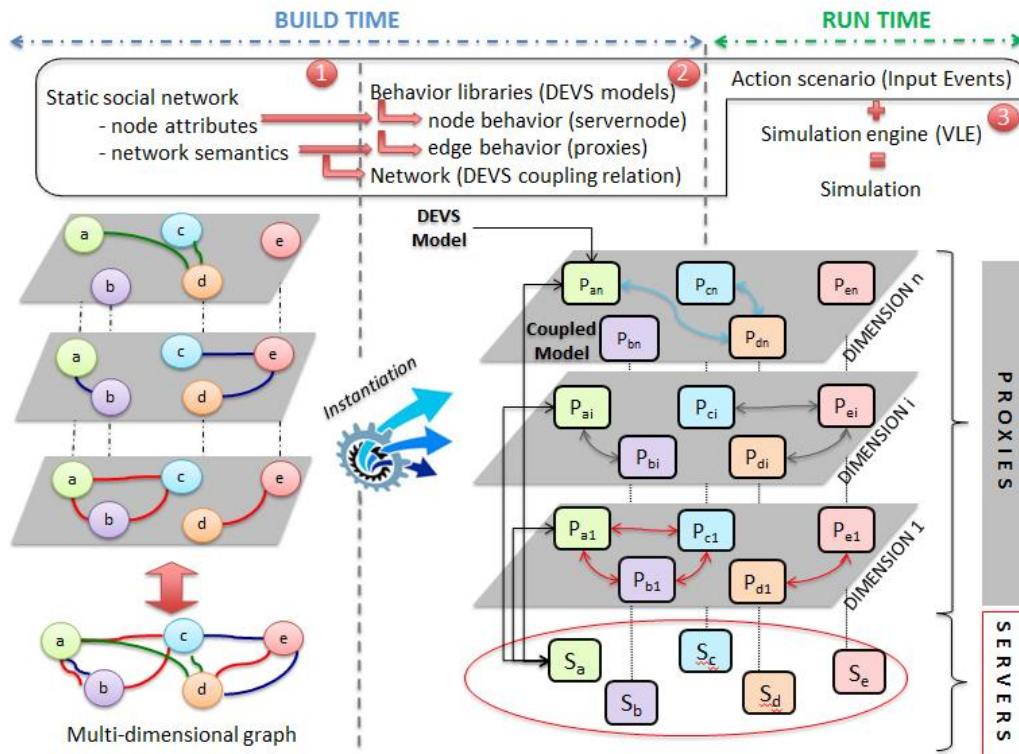 BUILD TIME
RUN TIME
1
2
3
Static social network
- node attributes
- network semantics
Behavior libraries (DEVS models)
node behavior (servernode)
edge behavior (proxies)
Network (DEVS coupling relation)
Action scenario (Input Events)
Simulation engine (VLE)
Simulation
a
c
e
b
d
a
c
e
b
d
a
c
e
b
d
a
c
e
b
d
Multi-dimensional graph
Instantiation
DEVS
Model
Coupled
Model
Pan
Pcn
Pen
Pbn
Pdn
DIMENSION n
Pai
Pci
Pei
Pbi
Pdi
DIMENSION i
Pa1
Pc1
Pe1
Pb1
Pd1
DIMENSION 1
Sa
Sc
Se
Sb
Sd
PROXIES
SERVERS